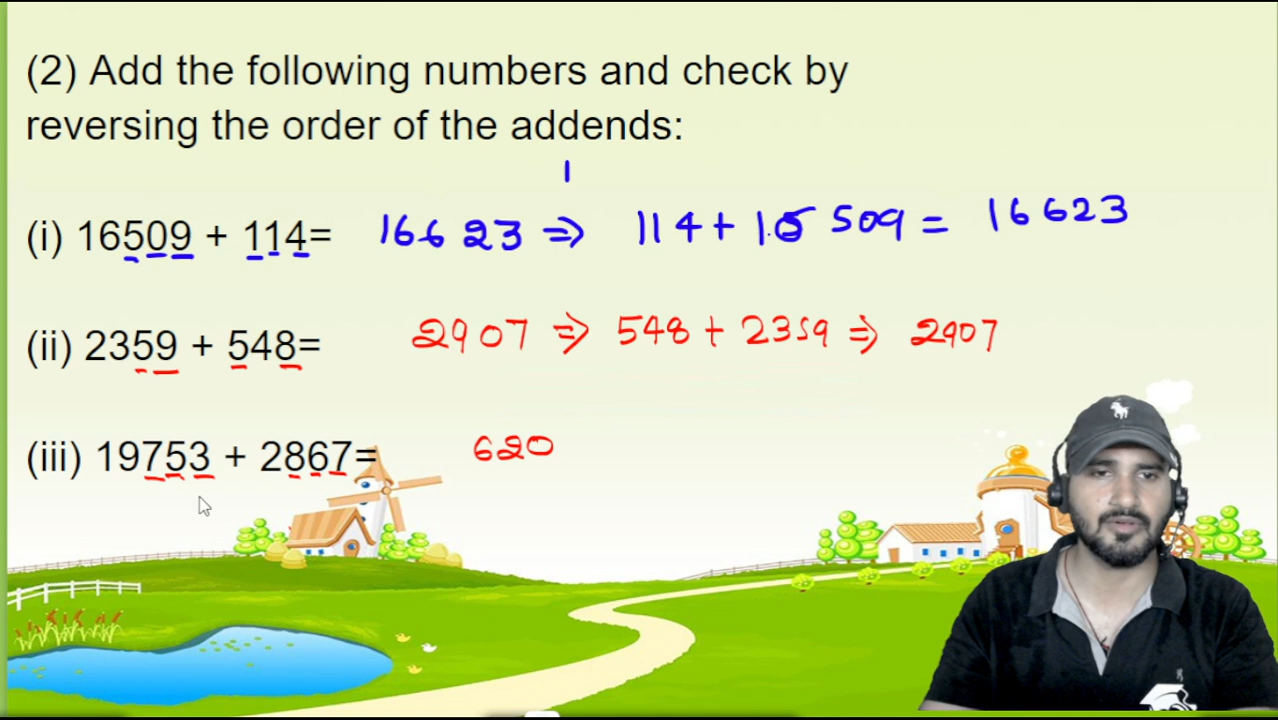 (2) Add the following numbers and check by
reversing the order of the addends:
1
(i) 16509 + 114= 16623 ⇒ 114 + 16509 = 16623
(ii) 2359 + 548= 2907 ⇒ 548 + 2359 ⇒ 2907
(iii) 19753 + 2867= 620